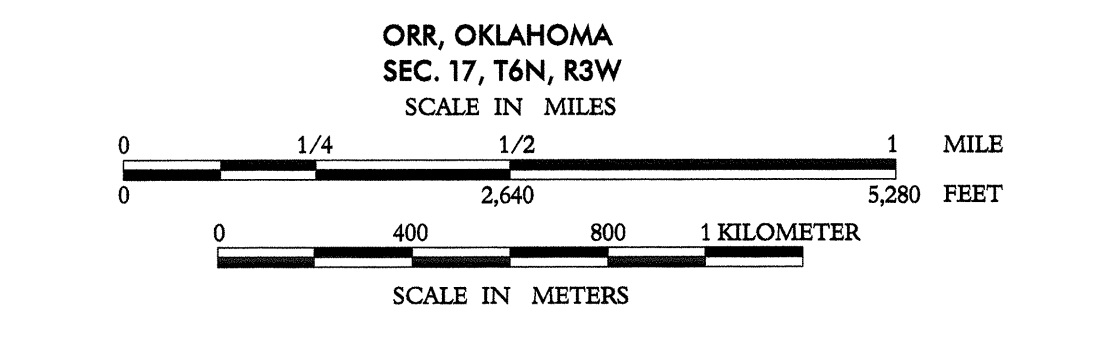 ORR, OKLAHOMA
SEC. 17, T6N, R3W
SCALE IN MILES
0 1/4 1/2 1 MILE
0 2,640 5,280 FEET
0 400 800 1 KILOMETER
SCALE IN METERS